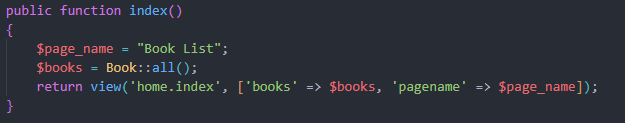 public function index()
{
    $page_name = "Book List";
    $books = Book::all();
    return view('home.index', ['books' => $books, 'pagename' => $page_name]);
}